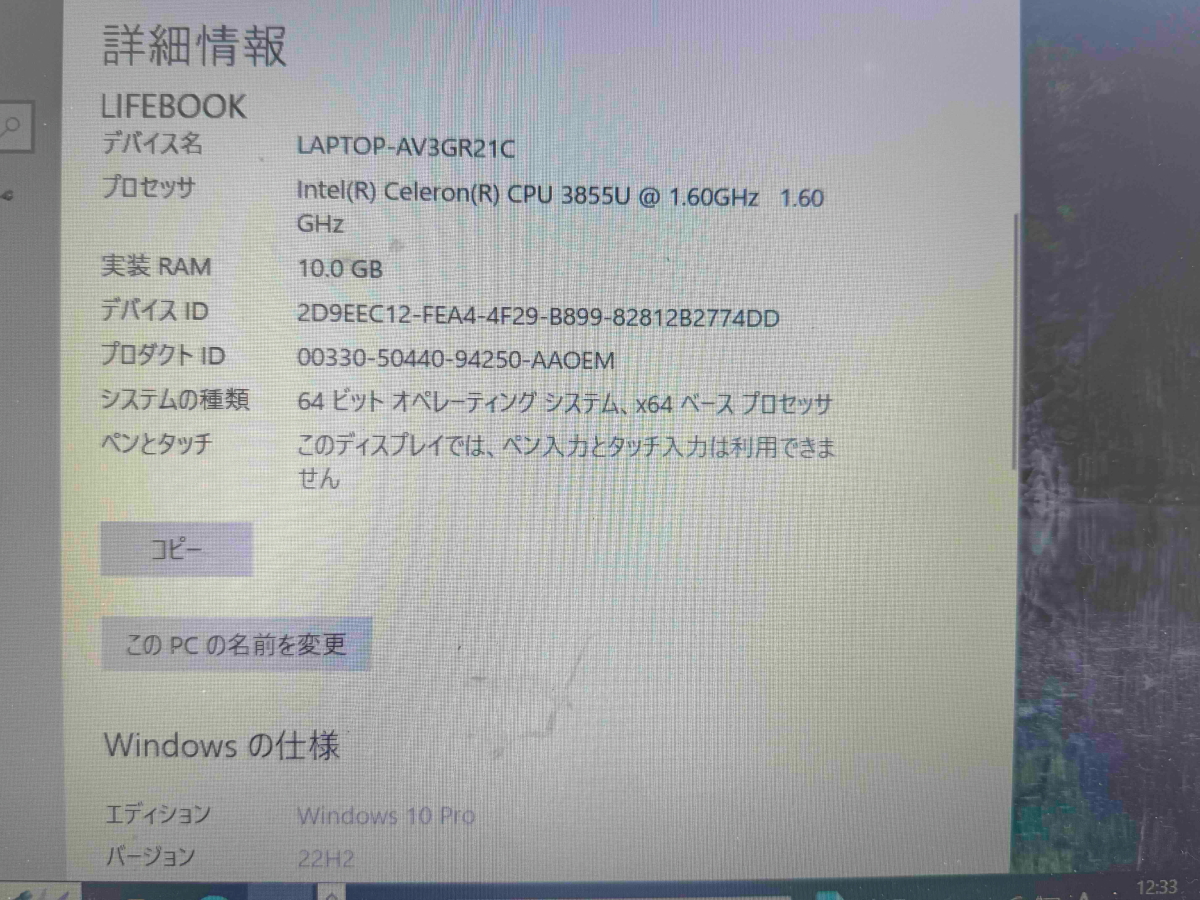 詳細情報
LIFEBOOK
デバイス名 LAPTOP-AV3GR21C
プロセッサ Intel(R) Celeron(R) CPU 3855U @ 1.60GHz 1.60
GHz
実装 RAM 10.0 GB
デバイス ID 2D9EEC12-FEA4-4F29-B899-82812B2774DD
プロダクト ID 00330-50440-94250-AAOEM
システムの種類 64 ビット オペレーティング システム、x64 ベース プロセッサ
ペンとタッチ このディスプレイでは、ペン入力とタッチ入力は利用できま
せん
コピー
この PC の名前を変更
Windows の仕様
エディション Windows 10 Pro
バージョン 22H2
12:33